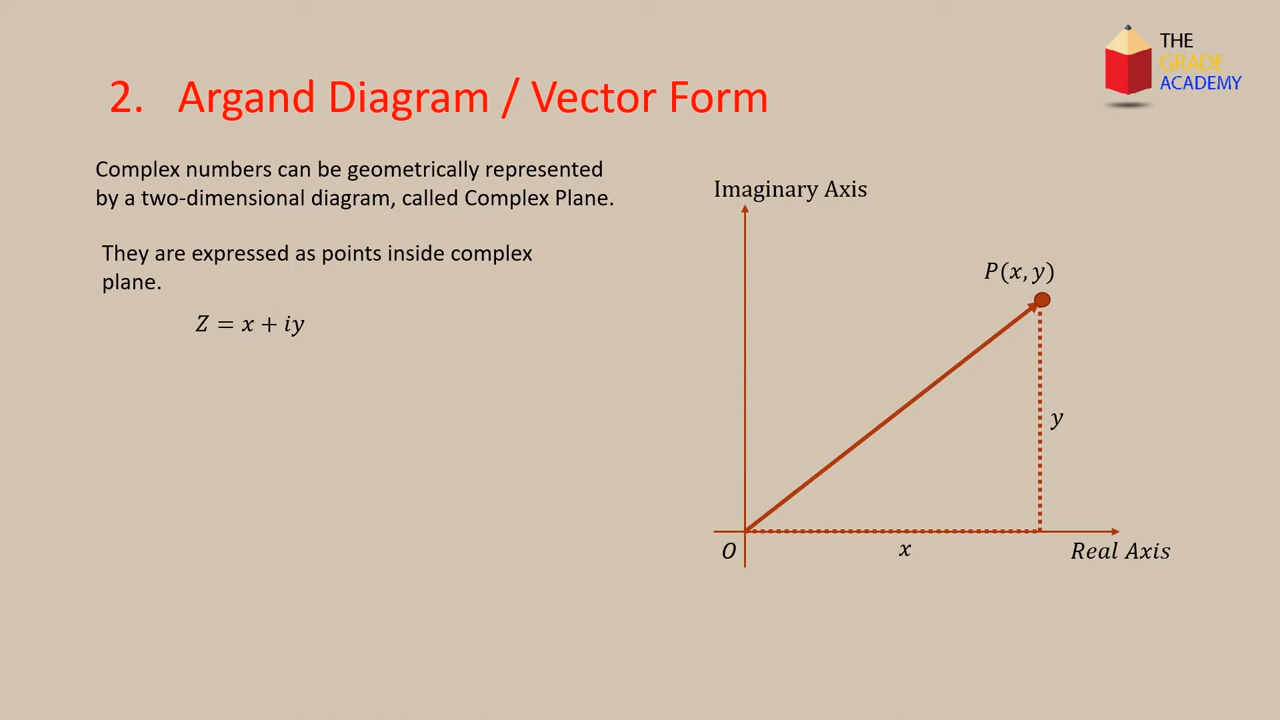 THE
GRADE
ACADEMY
2. Argand Diagram / Vector Form
Complex numbers can be geometrically represented
by a two-dimensional diagram, called Complex Plane.
They are expressed as points inside complex
plane.
Z = x + iy
Imaginary Axis
P(x, y)
y
O
x
Real Axis